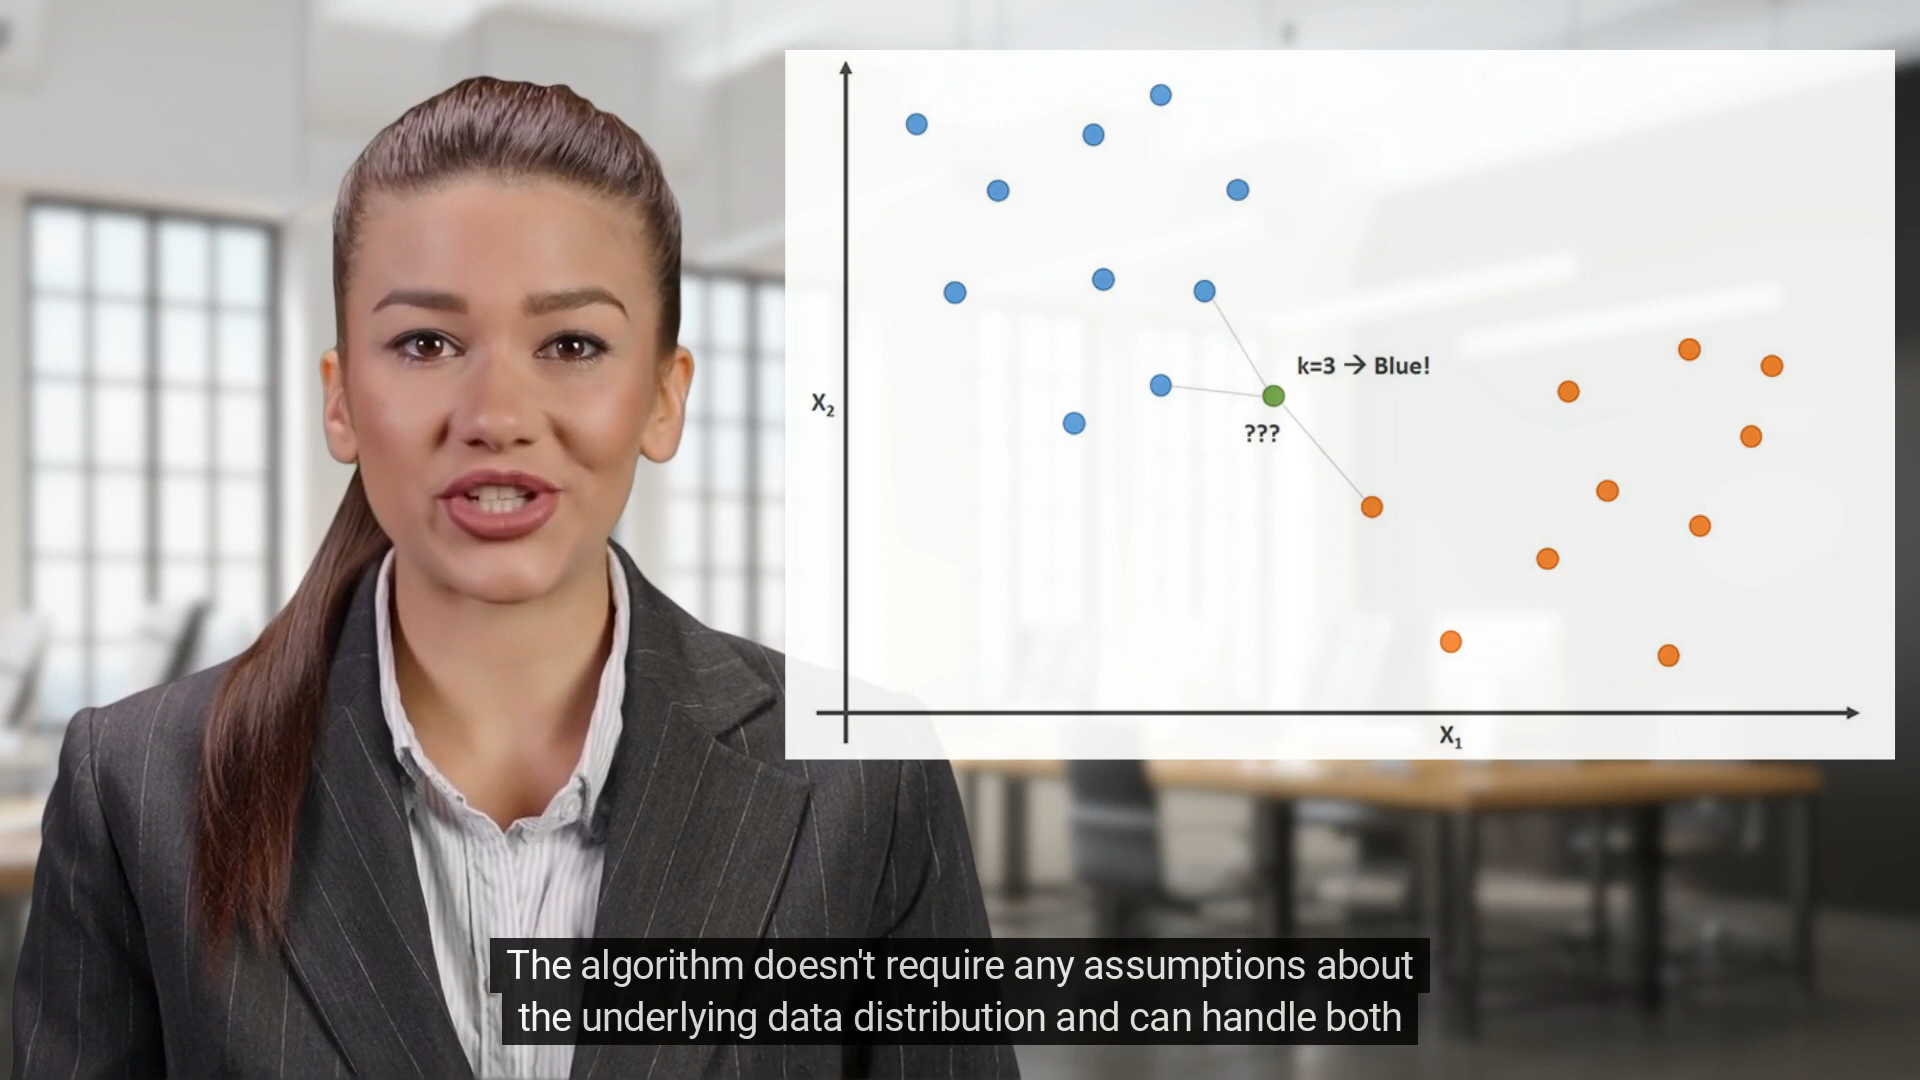 k=3 → Blue!
X₂
???
X₁
The algorithm doesn't require any assumptions about
the underlying data distribution and can handle both